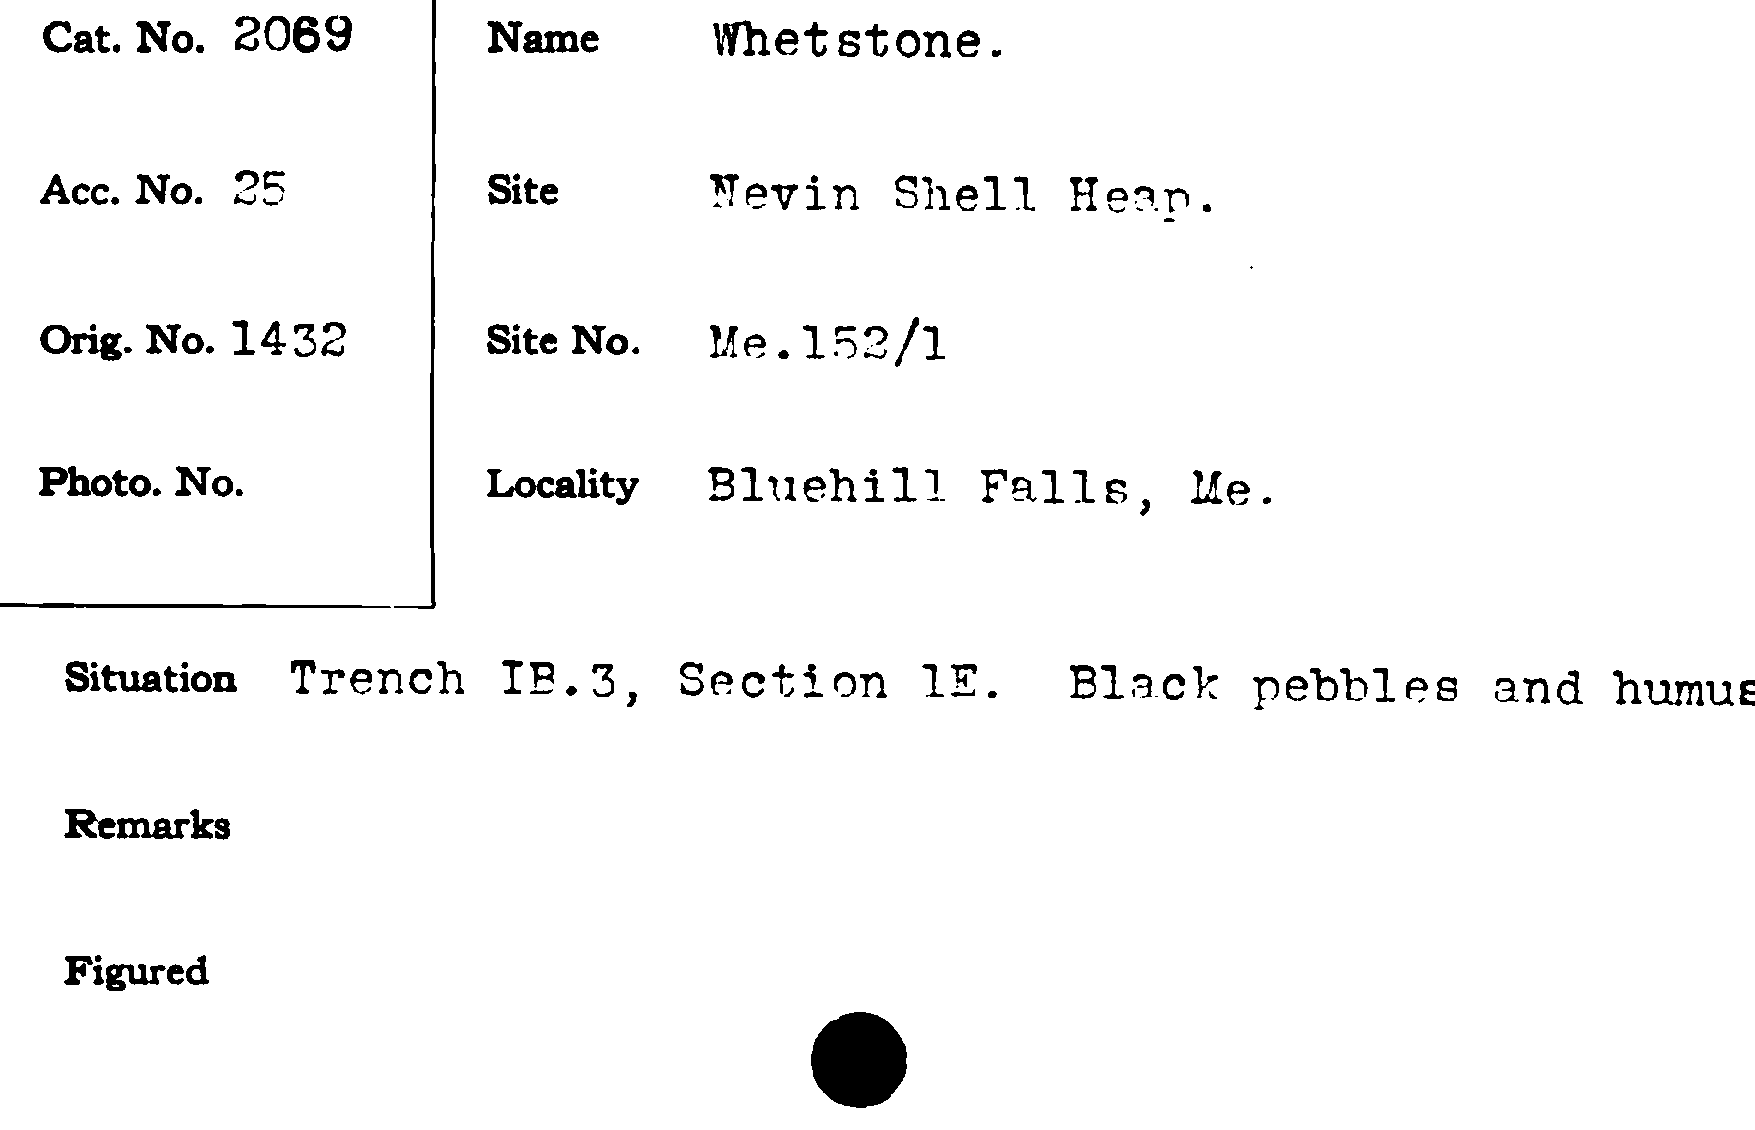 Cat. No. 2069 Name Whetstone.
Acc. No. 25 Site Nevin Shell Heap.
Orig. No. 1432 Site No. Me.152/1
Photo. No. Locality Bluehill Falls, Me.
Situation Trench IB.3, Section 1E. Black pebbles and humus
Remarks
Figured